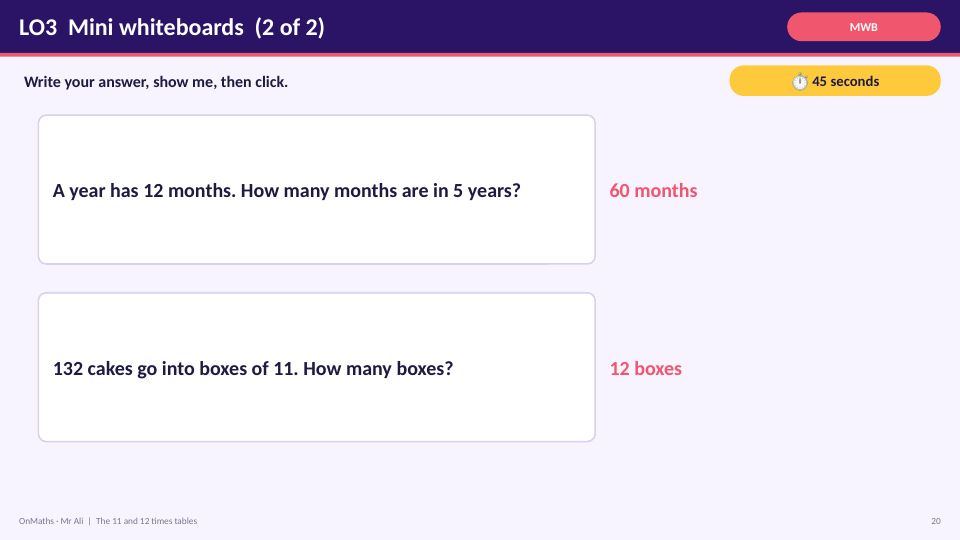 LO3  Mini whiteboards  (2 of 2)
MWB
Write your answer, show me, then click.
⏱️ 45 seconds
A year has 12 months. How many months are in 5 years?
60 months
132 cakes go into boxes of 11. How many boxes?
12 boxes
OnMaths · Mr Ali  |  The 11 and 12 times tables
20